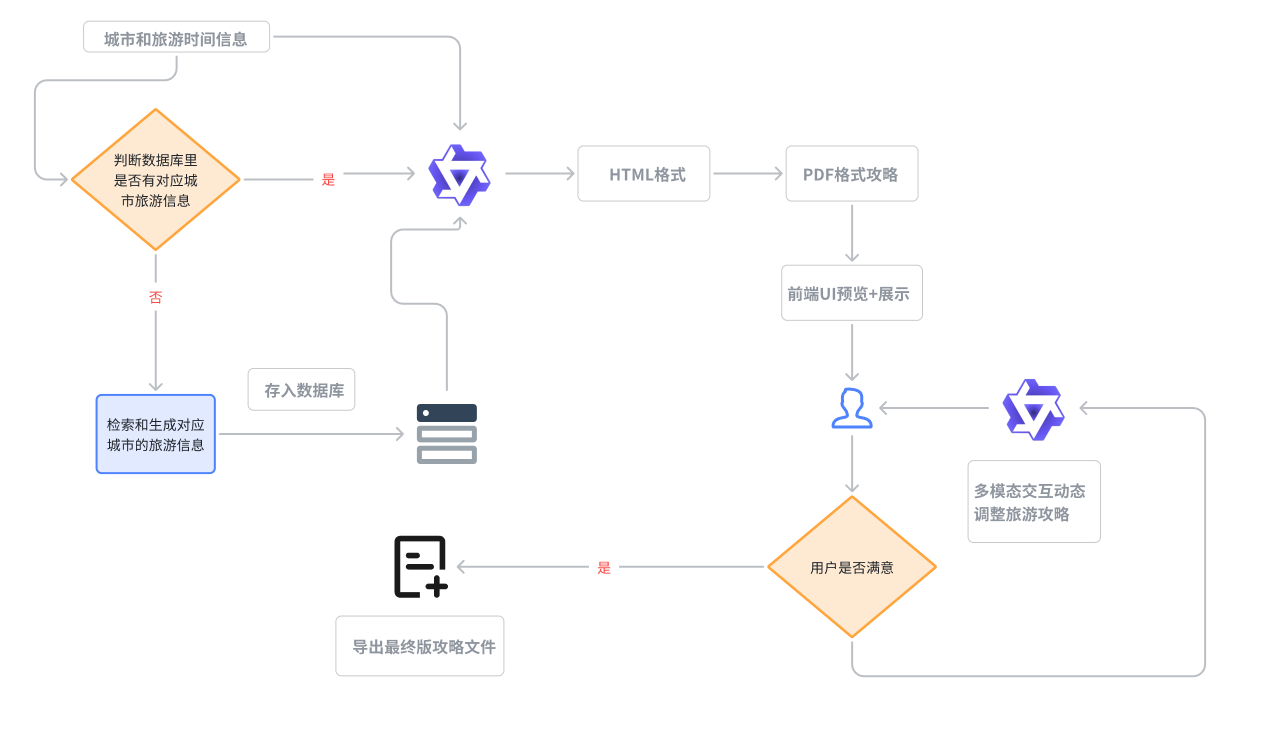 城市和旅游时间信息
判断数据库里
是否有对应城
市旅游信息
是
HTML格式
PDF格式攻略
否
前端UI预览+展示
存入数据库
检索和生成对应
城市的旅游信息
多模态交互动态
调整旅游攻略
用户是否满意
是
导出最终版攻略文件